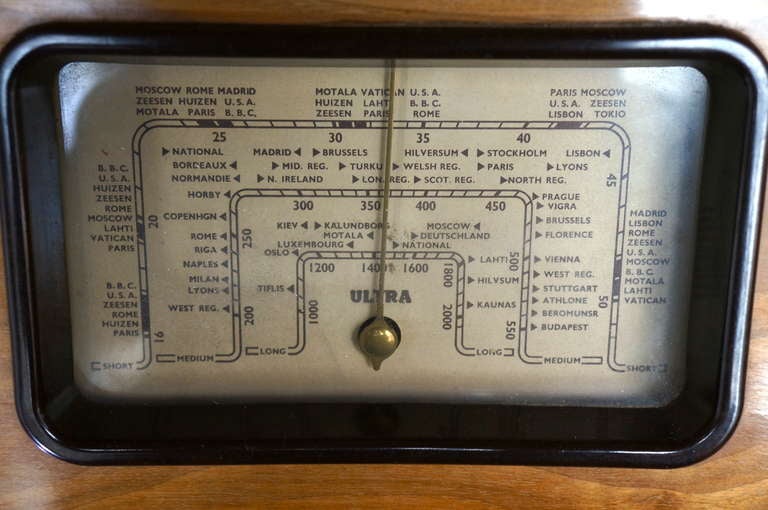 MOSCOW ROME MADRID
ZEESEN HUIZEN U.S.A.
MOTALA PARIS B.B.C,
MOTALA VATICAN U.S.A.
HUIZEN LAHTI B.B.C.
ZEESEN PARIS ROME
PARIS MOSCOW
U.S.A. ZEESEN
LISBON TOKIO
25 30 35 40
NATIONAL MADRID BRUSSELS HILVERSUM STOCKHOLM LISBON
BORDEAUX MID. REG. TURKU WELSH REG. PARIS LYONS
NORMANDIE N. IRELAND LON. REG. SCOT. REG. NORTH REG.
B.B.C.
U.S.A.
HUIZEN
ZEESEN
ROME
MOSCOW
LAHTI
VATICAN
PARIS
20
B.B.C.
U.S.A.
ZEESEN
ROME
HUIZEN
PARIS
16
SHORT
HORBY
COPENHGN
ROME
RIGA
NAPLES
MILAN
LYONS
WEST REG.
250
200
MEDIUM
300 350 400 450
KIEV KALUNDBORG MOSCOW
MOTALA DEUTSCHLAND
LUXEMBOURG NATIONAL
OSLO
TIFLIS
1200 1400 1600
1000
LONG
ULTRA
1800
2000
LAHTI
HILVSUM
KAUNAS
LONG
500
550
PRAGUE
VIGRA
BRUSSELS
FLORENCE
VIENNA
WEST REG.
STUTTGART
ATHLONE
BEROMUNSR
BUDAPEST
MEDIUM
45
50
MADRID
LISBON
ROME
ZEESEN
U.S.A.
MOSCOW
B.B.C.
MOTALA
LAHTI
VATICAN
SHORT